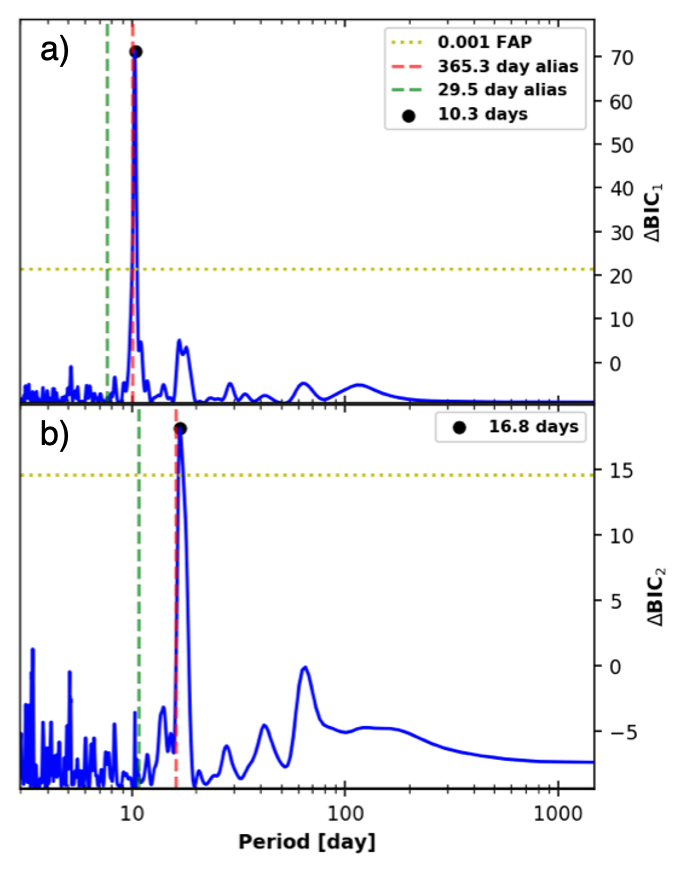 a)
0.001 FAP
365.3 day alias
29.5 day alias
10.3 days
70
60
50
40
30
20
10
0
ΔBIC₁
b)
16.8 days
15
10
5
0
−5
ΔBIC₂
10 100 1000
Period [day]